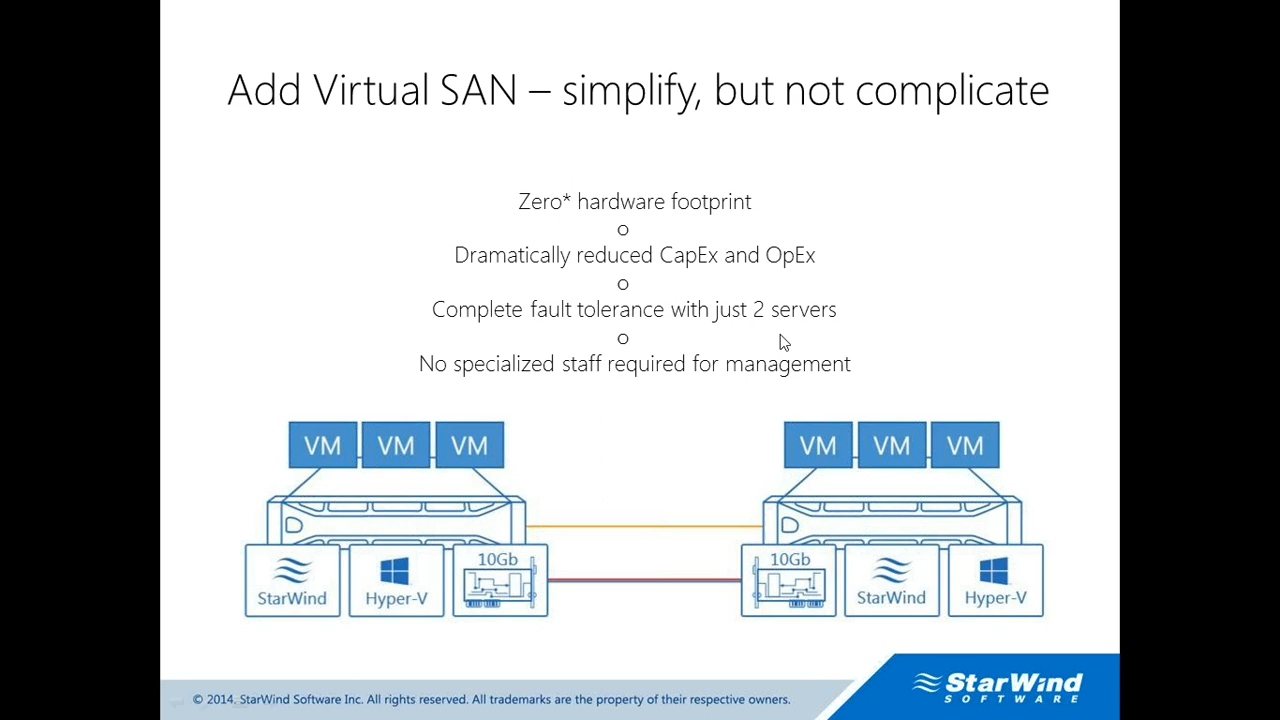 Add Virtual SAN – simplify, but not complicate
Zero* hardware footprint
Dramatically reduced CapEx and OpEx
Complete fault tolerance with just 2 servers
No specialized staff required for management
VM VM VM VM VM VM
10Gb 10Gb
StarWind Hyper-V StarWind Hyper-V
© 2014. StarWind Software Inc. All rights reserved. All trademarks are the property of their respective owners.
StarWind
SOFTWARE